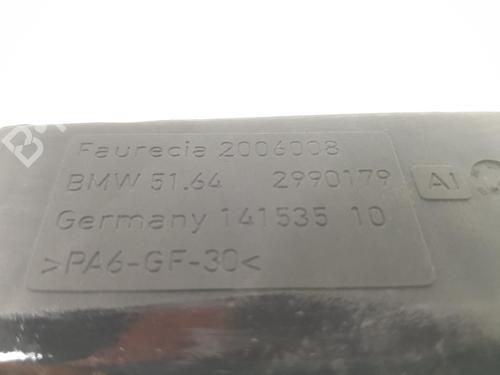 Faurecia 2006008
BMW 51.64 2990179 AI
Germany 141535 10
>PA6-GF-30<